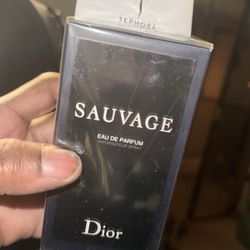 SEPHORA
SAUVAGE
EAU DE PARFUM
VAPORISATEUR SPRAY
Dior